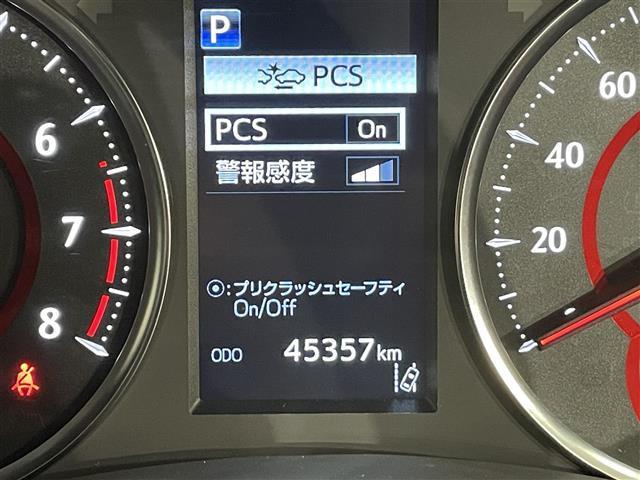 P
PCS
PCS On
警報感度
⦿:プリクラッシュセーフティ
On/Off
ODO 45357km
6
7
8
60
40
20